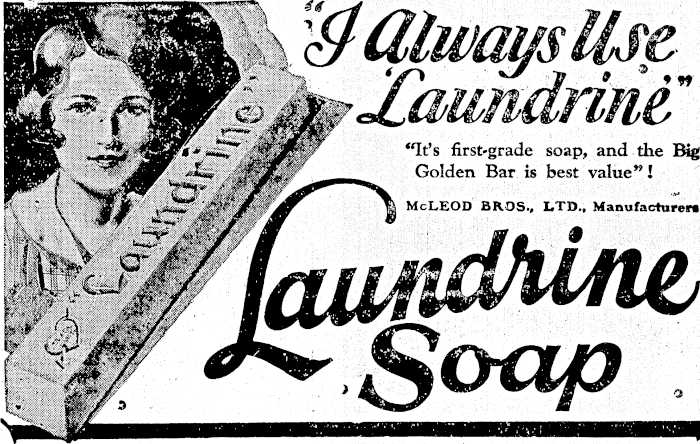 "I Always Use
'Laundrine'"
"It's first-grade soap, and the Big
Golden Bar is best value"!
McLEOD BROS., LTD., Manufacturers
Laundrine
Soap
Laundrine"